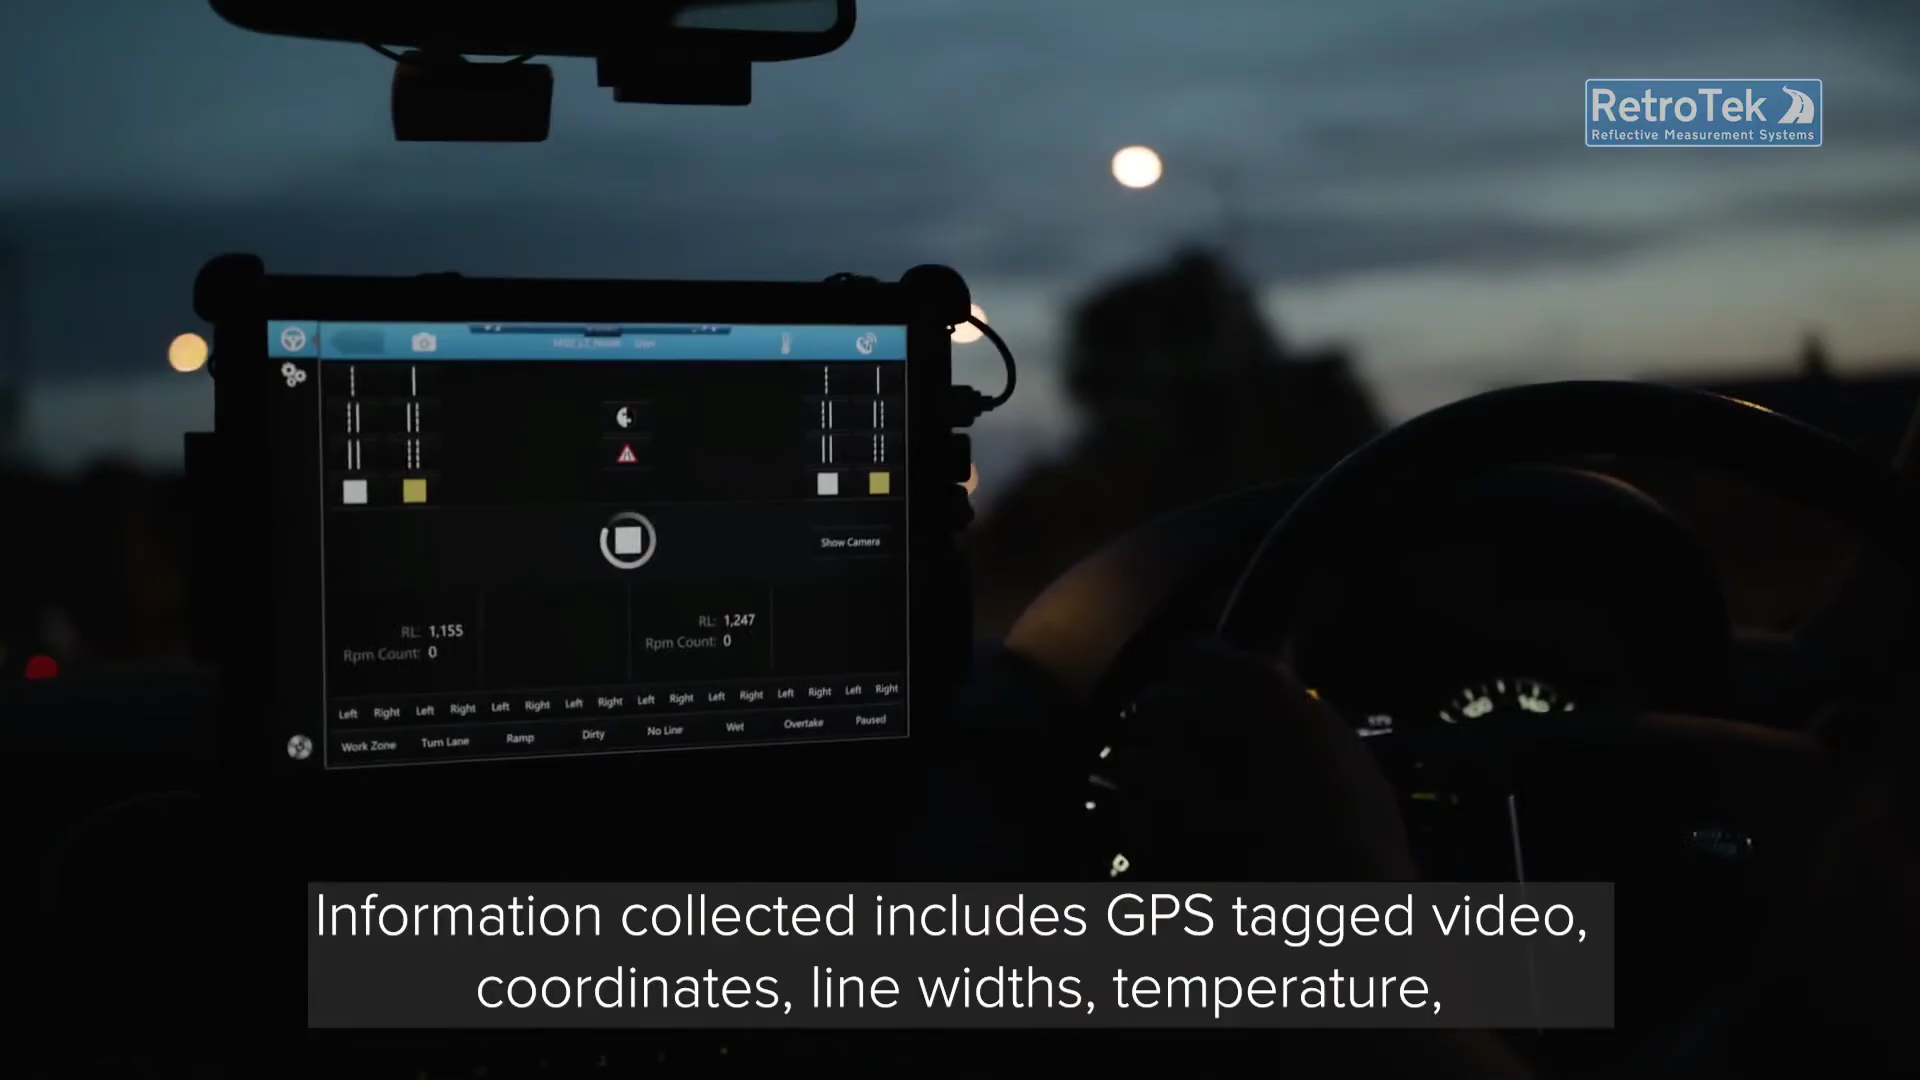 RetroTek
Reflective Measurement Systems
Show Camera
RL: 1,155
Rpm Count: 0
RL: 1,247
Rpm Count: 0
Left Right Left Right Left Right Left Right Left Right Left Right Left Right Left Right
Work Zone Turn Lane Ramp Dirty No Line Wet Overtake Paused
Information collected includes GPS tagged video,
coordinates, line widths, temperature,